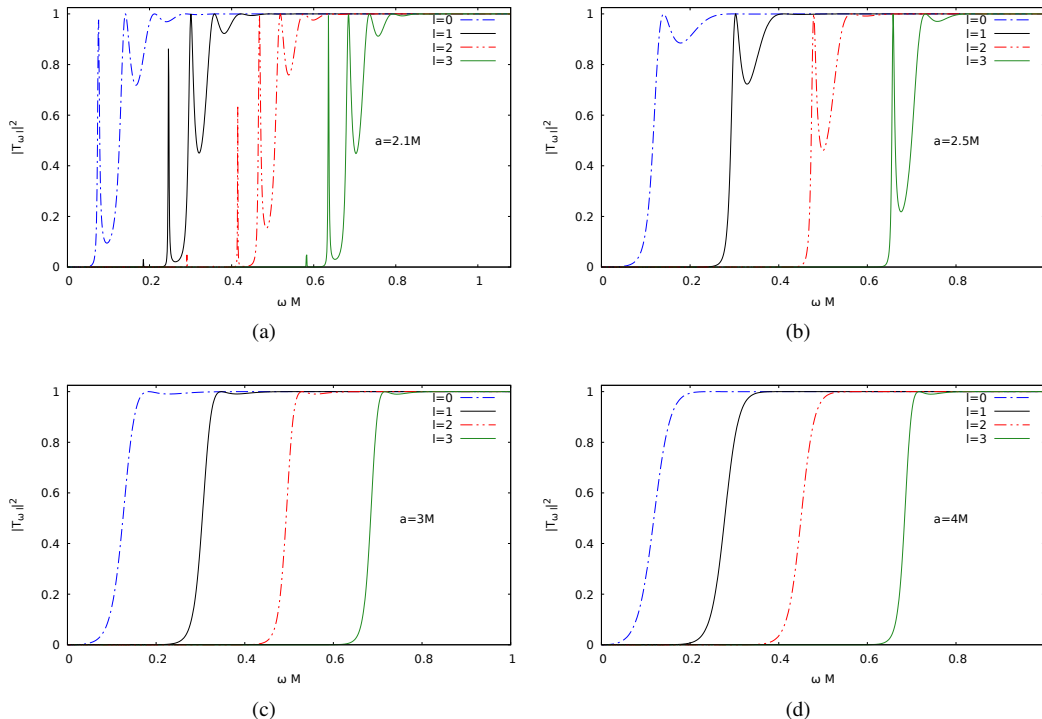 |T_ω l|²
1
0.8
0.6
0.4
0.2
0
0 0.2 0.4 0.6 0.8 1
ω M
l=0
l=1
l=2
l=3
a=2.1M
(a)
|T_ω l|²
1
0.8
0.6
0.4
0.2
0
0 0.2 0.4 0.6 0.8
ω M
l=0
l=1
l=2
l=3
a=2.5M
(b)
|T_ω l|²
1
0.8
0.6
0.4
0.2
0
0 0.2 0.4 0.6 0.8 1
ω M
l=0
l=1
l=2
l=3
a=3M
(c)
|T_ω l|²
1
0.8
0.6
0.4
0.2
0
0 0.2 0.4 0.6 0.8
ω M
l=0
l=1
l=2
l=3
a=4M
(d)